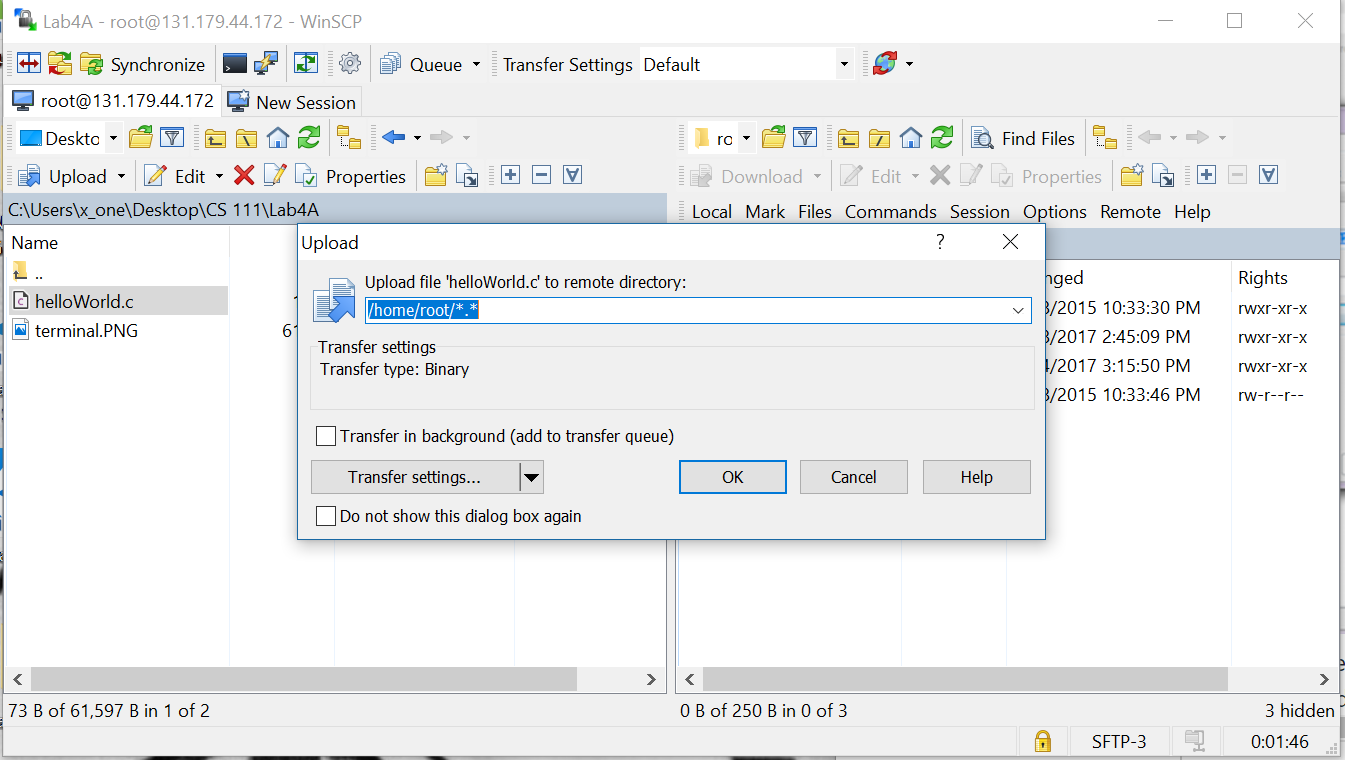 Lab4A - root@131.179.44.172 - WinSCP
Synchronize Queue Transfer Settings Default
root@131.179.44.172 New Session
Deskto ro Find Files
Upload Edit Properties Download Edit Properties
C:\Users\x_one\Desktop\CS 111\Lab4A
Local Mark Files Commands Session Options Remote Help
Name
..
helloWorld.c
terminal.PNG 61
Upload ?
Upload file 'helloWorld.c' to remote directory:
/home/root/*.*
Transfer settings
Transfer type: Binary
Transfer in background (add to transfer queue)
Transfer settings... OK Cancel Help
Do not show this dialog box again
nged Rights
/2015 10:33:30 PM rwxr-xr-x
/2017 2:45:09 PM rwxr-xr-x
/2017 3:15:50 PM rwxr-xr-x
/2015 10:33:46 PM rw-r--r--
73 B of 61,597 B in 1 of 2
0 B of 250 B in 0 of 3 3 hidden
SFTP-3 0:01:46